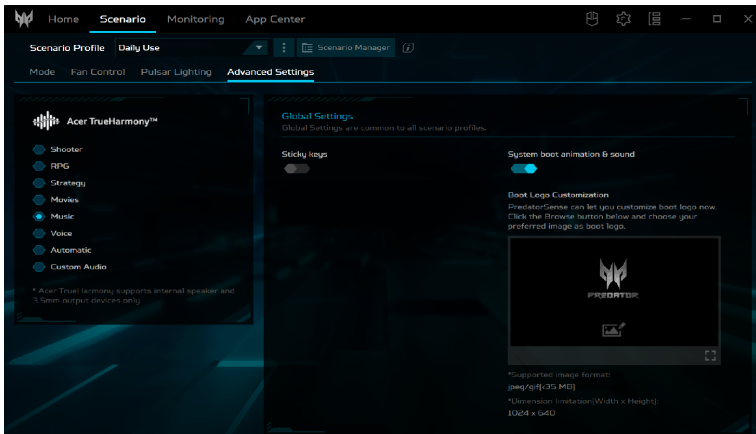 Home Scenario Monitoring App Center
Scenario Profile Daily Use Scenario Manager
Mode Fan Control Pulsar Lighting Advanced Settings
Acer TrueHarmony™
Shooter
RPG
Strategy
Movies
Music
Voice
Automatic
Custom Audio
* Acer TrueHarmony supports internal speaker and
3.5mm output devices only
Global Settings
Global Settings are common to all scenario profiles.
Sticky keys
System boot animation & sound
Boot Logo Customization
PredatorSense can let you customize boot logo now.
Click the Browse button below and choose your
preferred image as boot logo.
PREDATOR
*Supported image format:
jpeg/gif(<35 MB)
*Dimension limitation(Width x Height):
1024 x 640